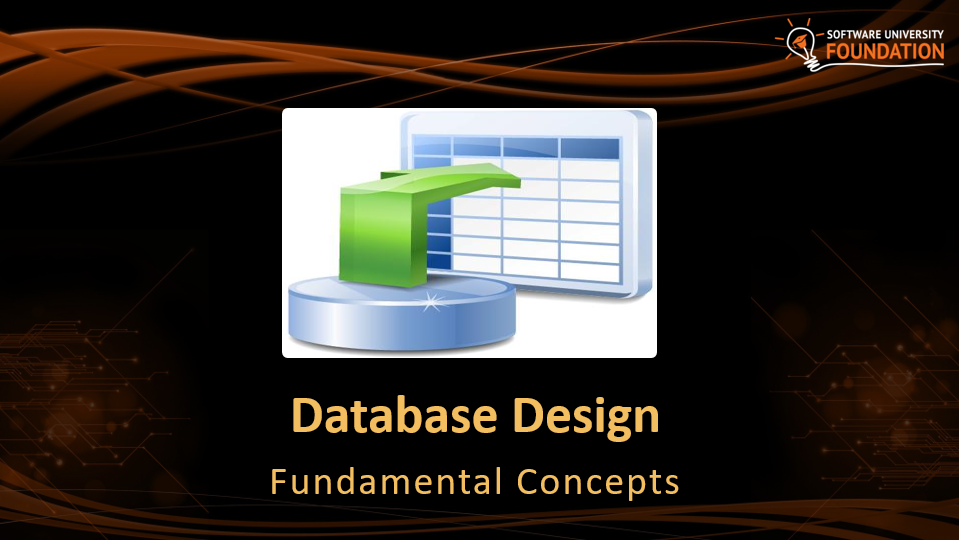 SOFTWARE UNIVERSITY
FOUNDATION
Database Design
Fundamental Concepts